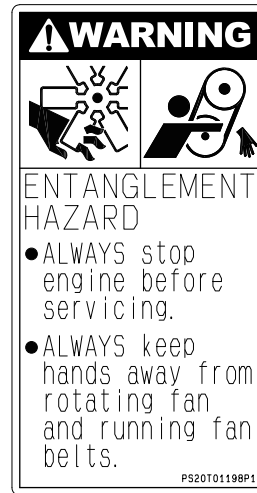 WARNING
ENTANGLEMENT
HAZARD
●ALWAYS stop
engine before
servicing.
●ALWAYS keep
hands away from
rotating fan
and running fan
belts.
PS20T01198P1